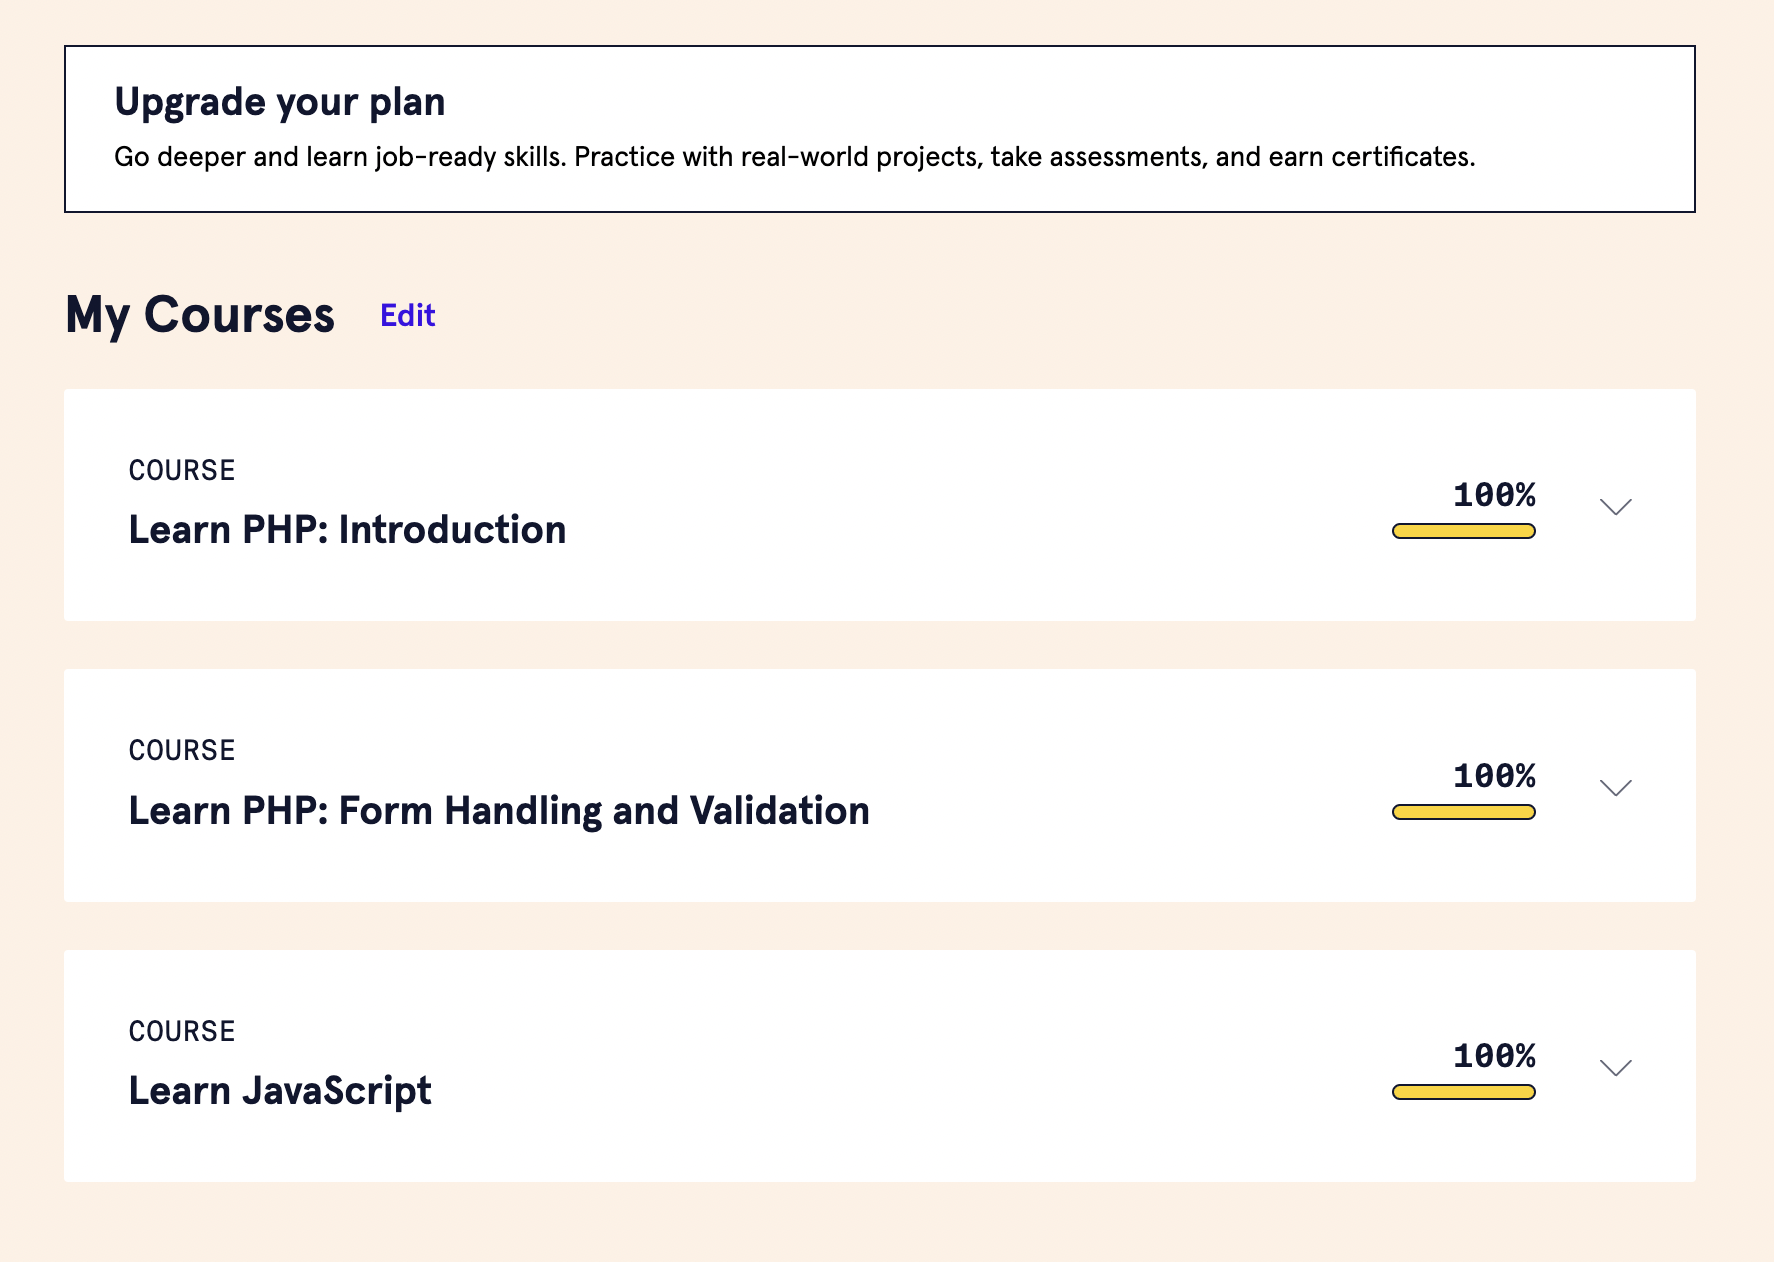 Upgrade your plan
Go deeper and learn job-ready skills. Practice with real-world projects, take assessments, and earn certificates.
My Courses Edit
COURSE
Learn PHP: Introduction
100%
COURSE
Learn PHP: Form Handling and Validation
100%
COURSE
Learn JavaScript
100%